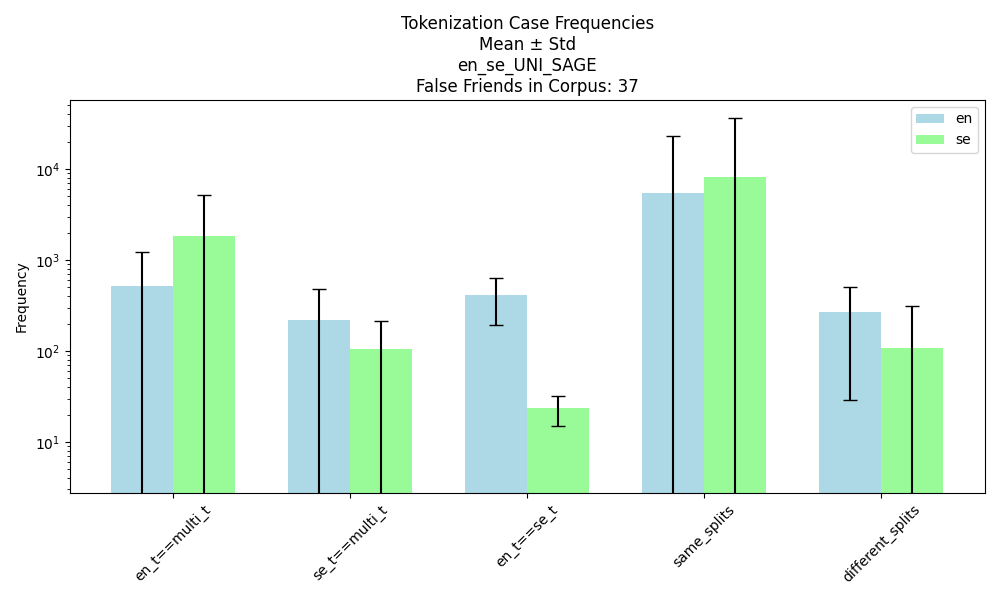 Tokenization Case Frequencies
Mean ± Std
en_se_UNI_SAGE
False Friends in Corpus: 37
en
se
Frequency
10^4
10^3
10^2
10^1
en_t==multi_t
se_t==multi_t
en_t==se_t
same_splits
different_splits